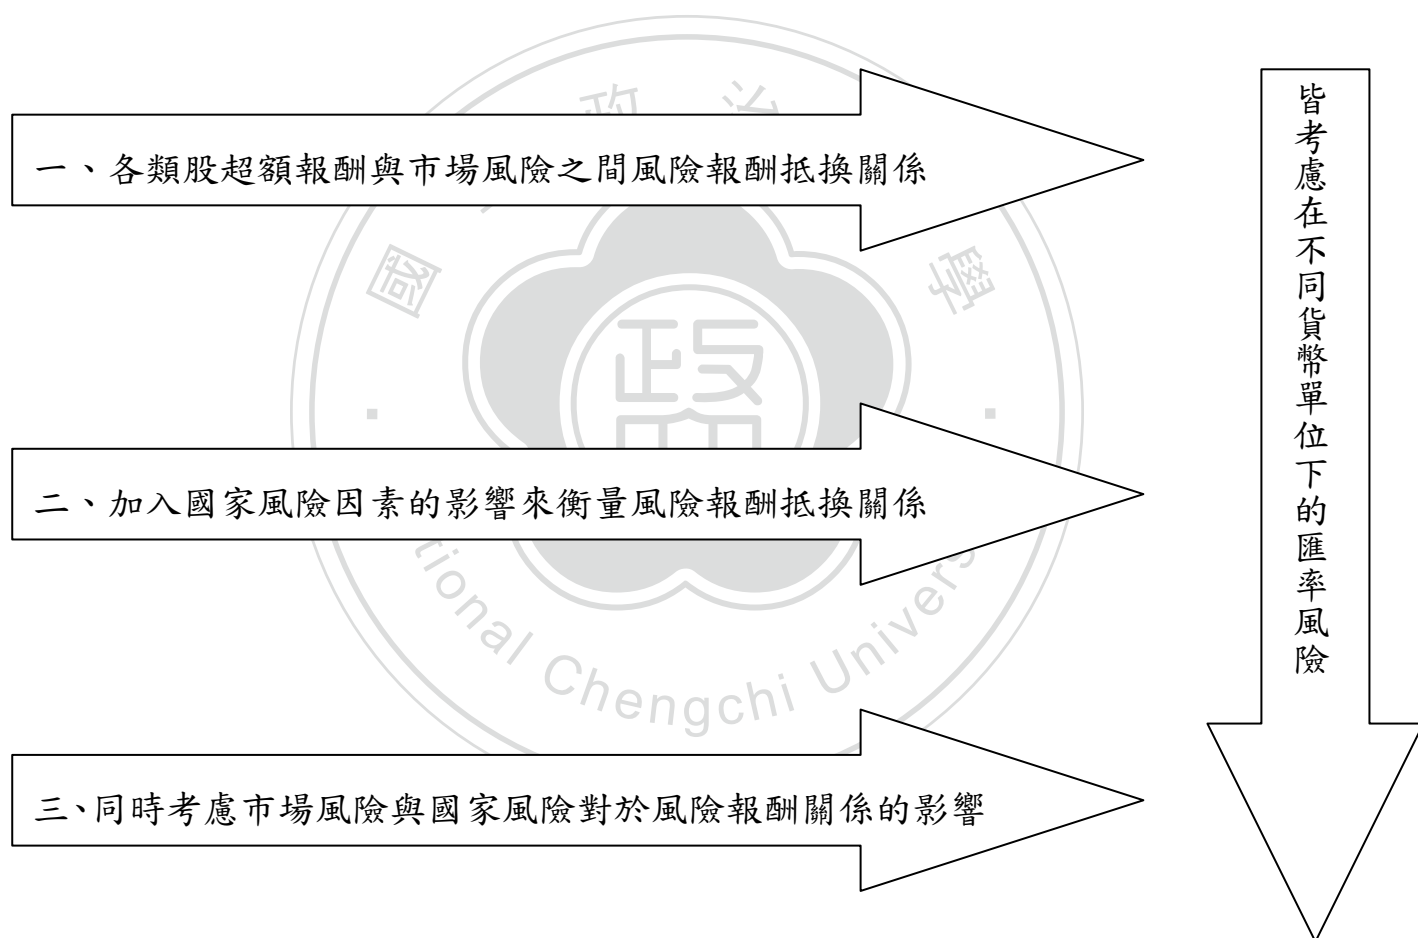 一、各類股超額報酬與市場風險之間風險報酬抵換關係
二、加入國家風險因素的影響來衡量風險報酬抵換關係
三、同時考慮市場風險與國家風險對於風險報酬關係的影響
皆考慮在不同貨幣單位下的匯率風險
國 政 治 學
Chengchi